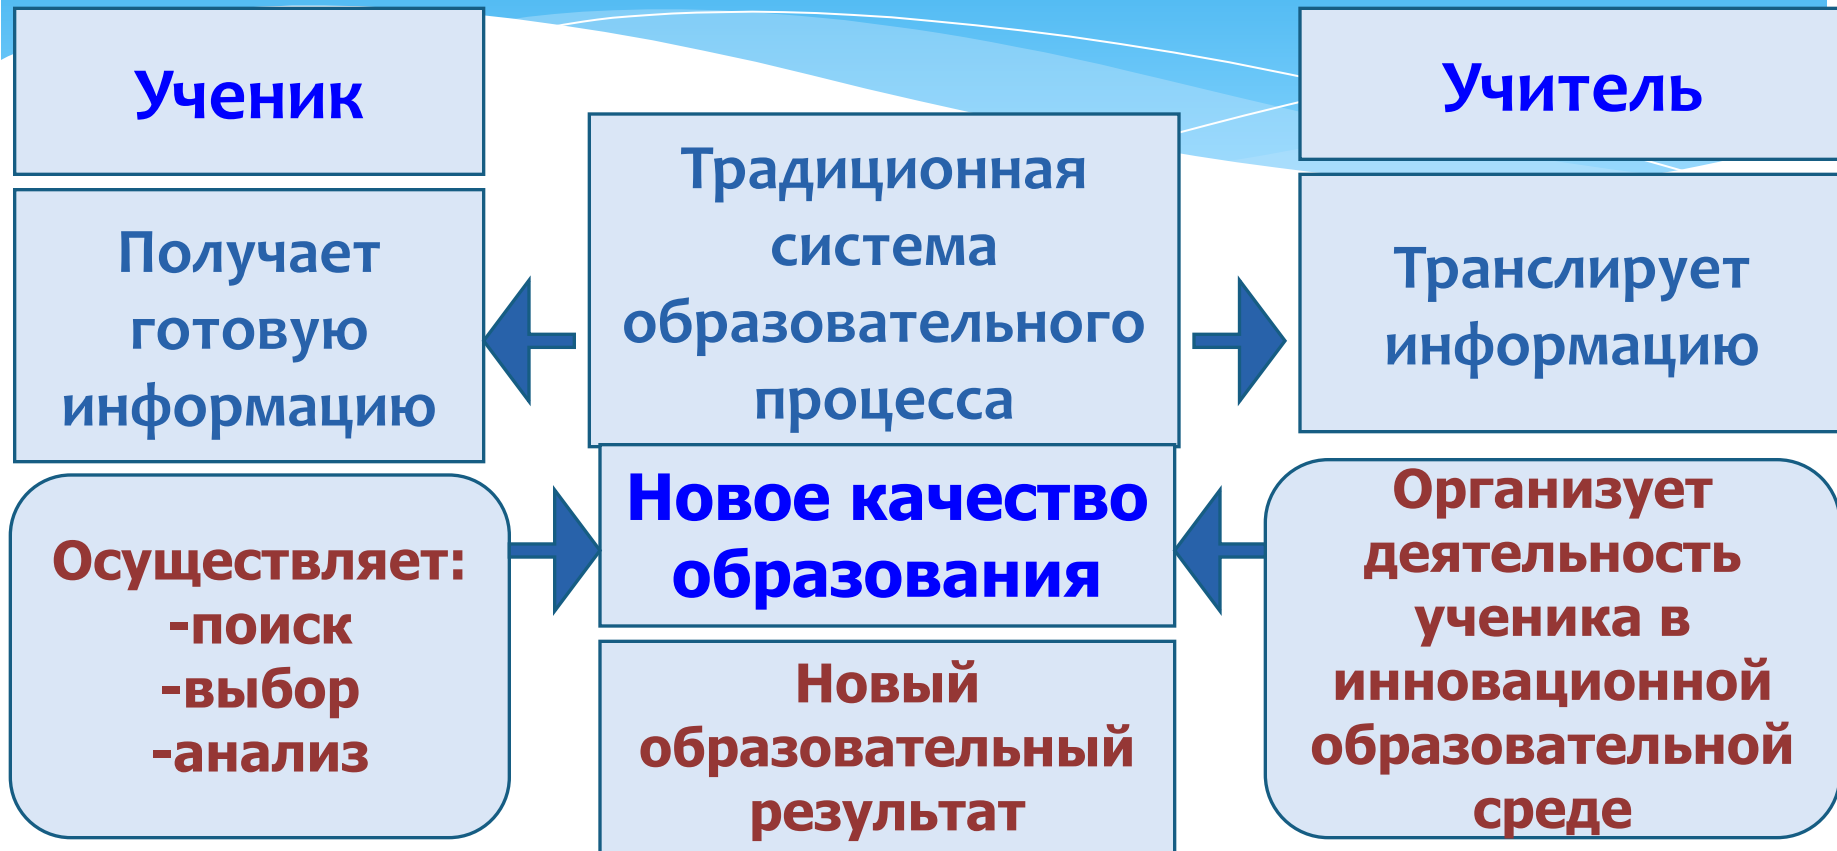 Ученик
Учитель
Традиционная
система
образовательного
процесса
Получает
готовую
информацию
Транслирует
информацию
Новое качество
образования
Осуществляет:
-поиск
-выбор
-анализ
Организует
деятельность
ученика в
инновационной
образовательной
среде
Новый
образовательный
результат